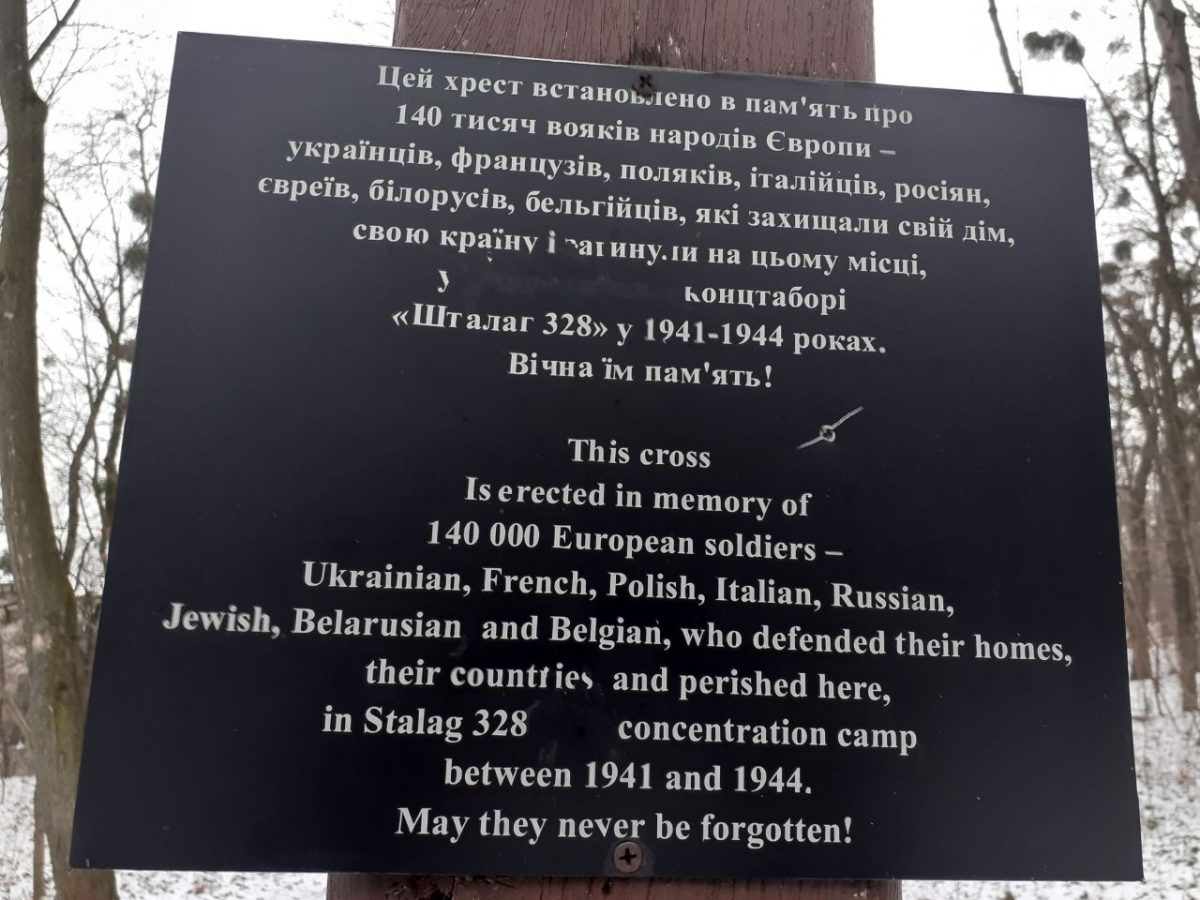 Цей хрест встановлено в пам'ять про
140 тисяч вояків народів Європи –
українців, французів, поляків, італійців, росіян,
євреїв, білорусів, бельгійців, які захищали свій дім,
свою країну і загинули на цьому місці,
у концтаборі
«Шталаг 328» у 1941-1944 роках.
Вічна їм пам'ять!
This cross
Is erected in memory of
140 000 European soldiers –
Ukrainian, French, Polish, Italian, Russian,
Jewish, Belarusian and Belgian, who defended their homes,
their countries and perished here,
in Stalag 328 concentration camp
between 1941 and 1944.
May they never be forgotten!